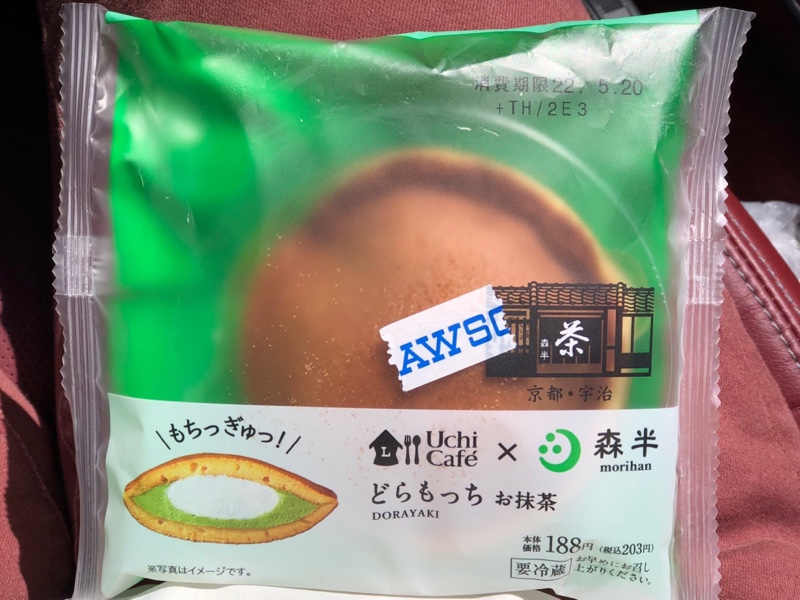 消費期限22. 5.20
+TH/2E3
AWSC
茶
森半
京都・宇治
もちっぎゅっ!
L Uchi Café × 森半 morihan
どらもっち お抹茶
DORAYAKI
本体価格 188円 (税込203円)
要冷蔵 お早めにお召し上がりください。
※写真はイメージです。